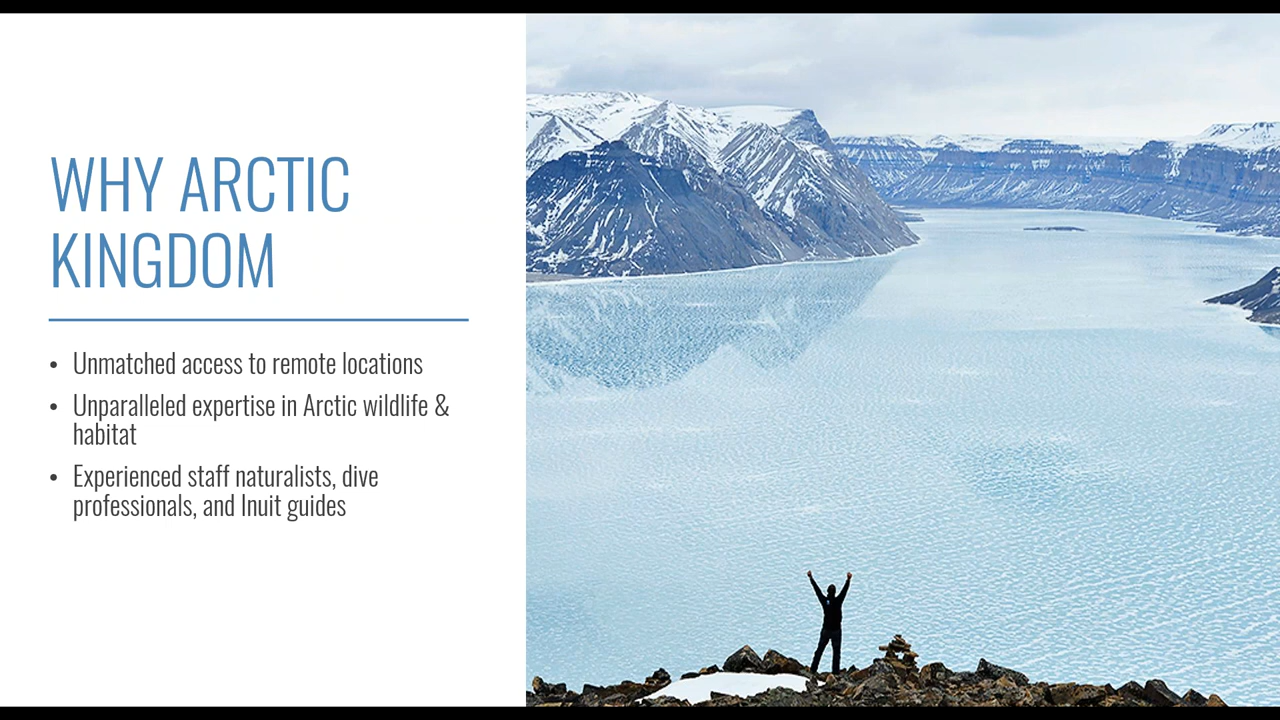 WHY ARCTIC
KINGDOM
• Unmatched access to remote locations
• Unparalleled expertise in Arctic wildlife &
habitat
• Experienced staff naturalists, dive
professionals, and Inuit guides